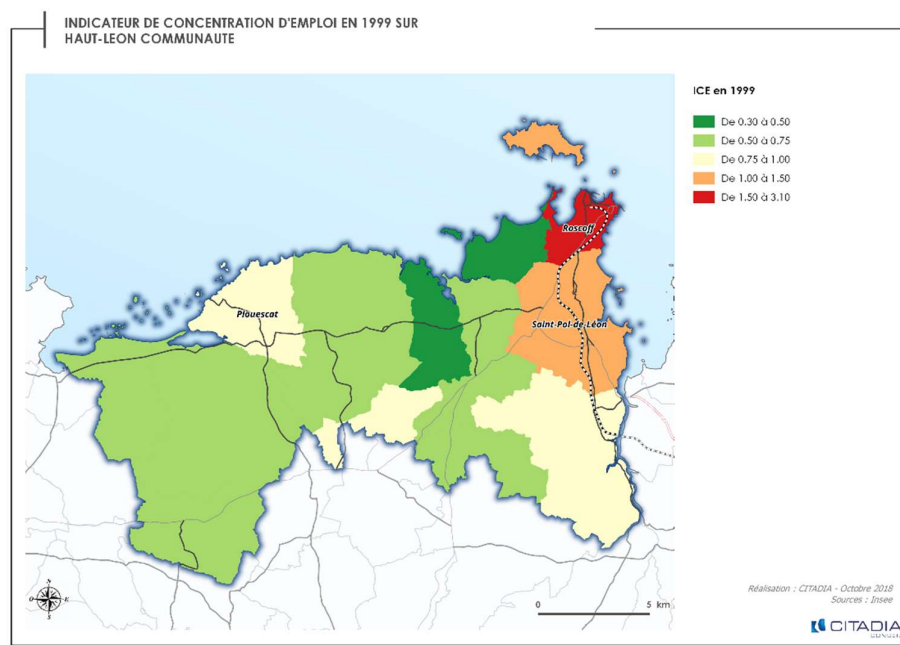 INDICATEUR DE CONCENTRATION D'EMPLOI EN 1999 SUR
HAUT-LEON COMMUNAUTE
ICE en 1999
De 0.30 à 0.50
De 0.50 à 0.75
De 0.75 à 1.00
De 1.00 à 1.50
De 1.50 à 3.10
Roscoff
Plouescat
Saint-Pol-de-Léon
N
O E
S
0 5 km
Réalisation : CITADIA - Octobre 2018
Sources : Insee
CITADIA